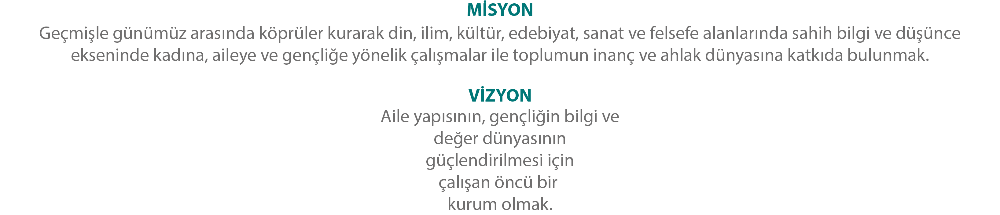 MİSYON
Geçmişle günümüz arasında köprüler kurarak din, ilim, kültür, edebiyat, sanat ve felsefe alanlarında sahih bilgi ve düşünce
ekseninde kadına, aileye ve gençliğe yönelik çalışmalar ile toplumun inanç ve ahlak dünyasına katkıda bulunmak.
VİZYON
Aile yapısının, gençliğin bilgi ve
değer dünyasının
güçlendirilmesi için
çalışan öncü bir
kurum olmak.